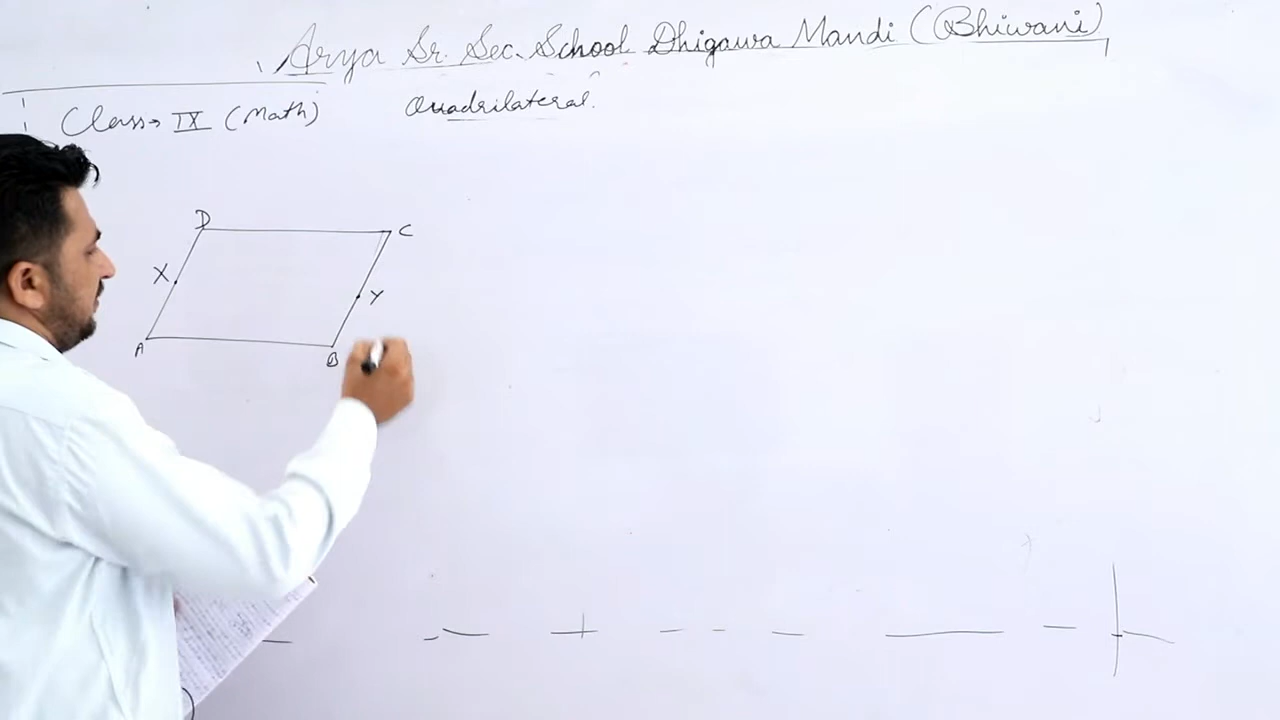 Arya Sr. Sec. School Dhigawa Mandi (Bhiwani)
Class → IX (Math) Quadrilateral.
D C
X Y
A B